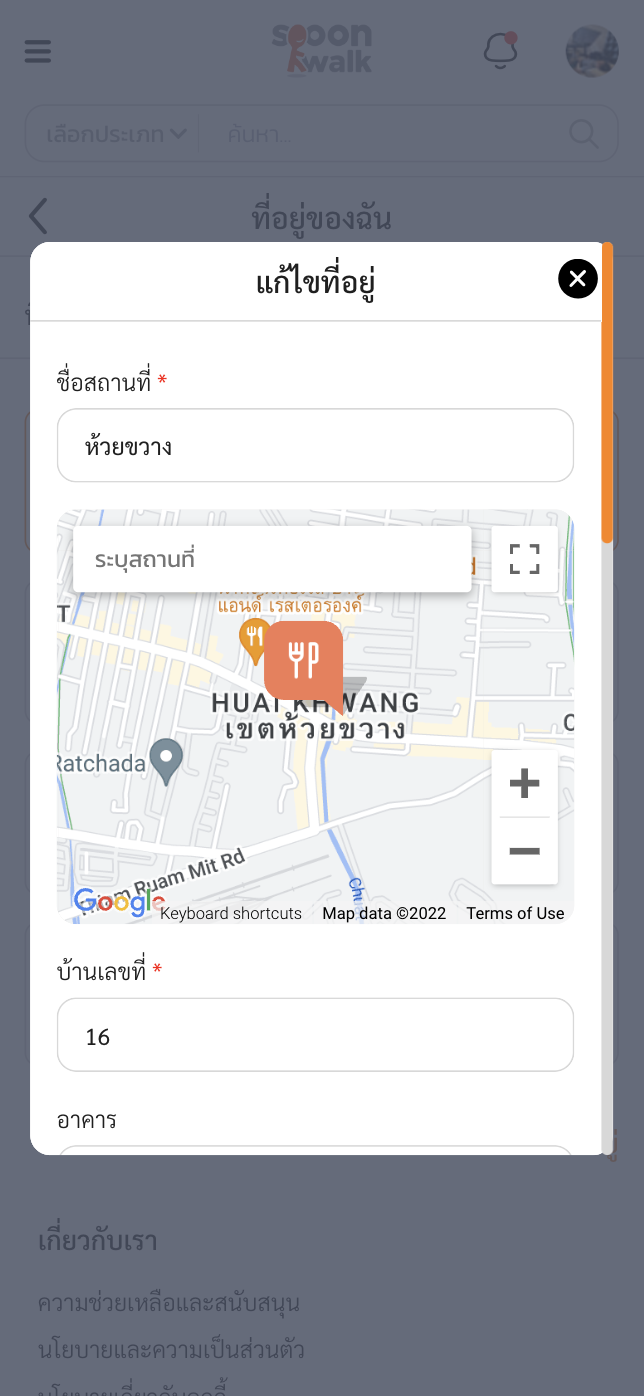 spoon
walk
เลือกประเภท
ค้นหา...
ที่อยู่ของฉัน
แก้ไขที่อยู่
ชื่อสถานที่ *
ห้วยขวาง
ระบุสถานที่
แอนด์ เรสเตอรองค์
HUAI KHWANG
เขตห้วยขวาง
Ratchada
Ruam Mit Rd
Google
Keyboard shortcuts
Map data ©2022
Terms of Use
บ้านเลขที่ *
16
อาคาร
เกี่ยวกับเรา
ความช่วยเหลือและสนับสนุน
นโยบายและความเป็นส่วนตัว